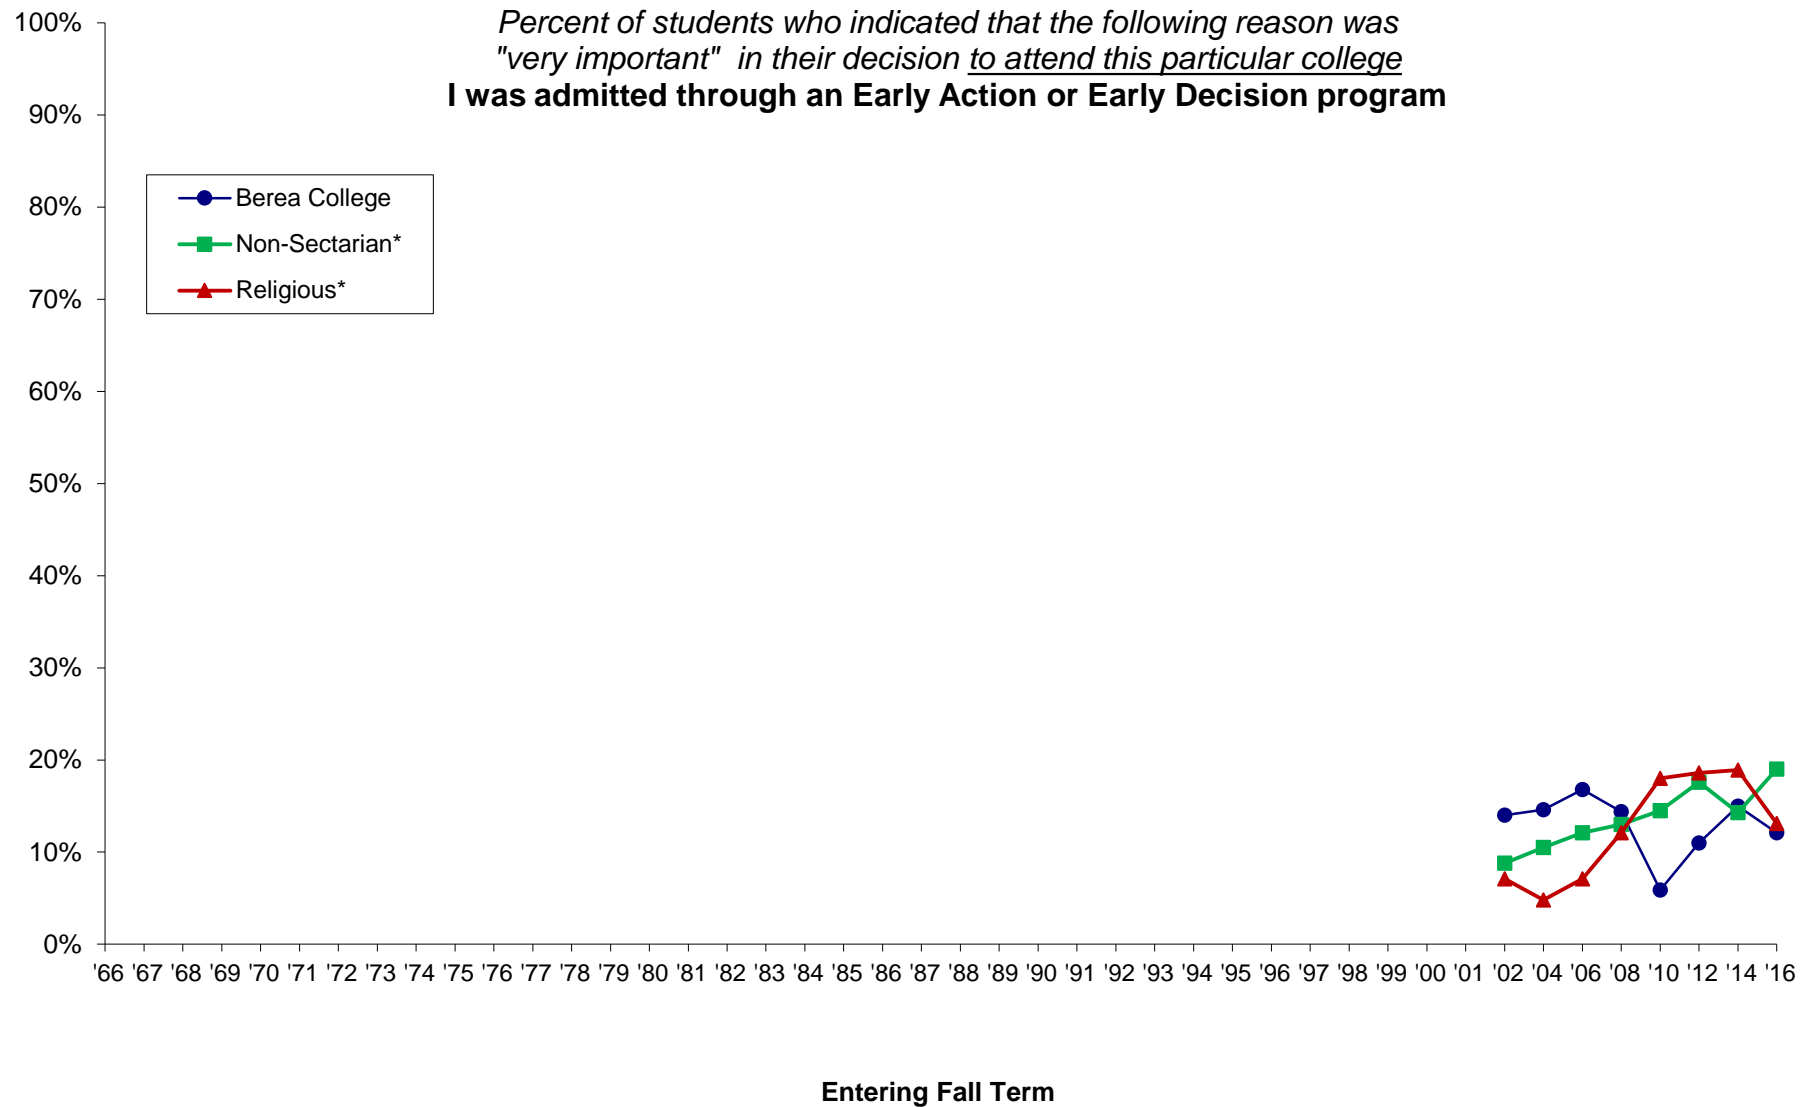 Percent of students who indicated that the following reason was
"very important"  in their decision to attend this particular college
I was admitted through an Early Action or Early Decision program
100%
90%
80%
70%
60%
50%
40%
30%
20%
10%
0%
Berea College
Non-Sectarian*
Religious*
'66 '67 '68 '69 '70 '71 '72 '73 '74 '75 '76 '77 '78 '79 '80 '81 '82 '83 '84 '85 '86 '87 '88 '89 '90 '91 '92 '93 '94 '95 '96 '97 '98 '99 '00 '01 '02 '04 '06 '08 '10 '12 '14 '16
Entering Fall Term